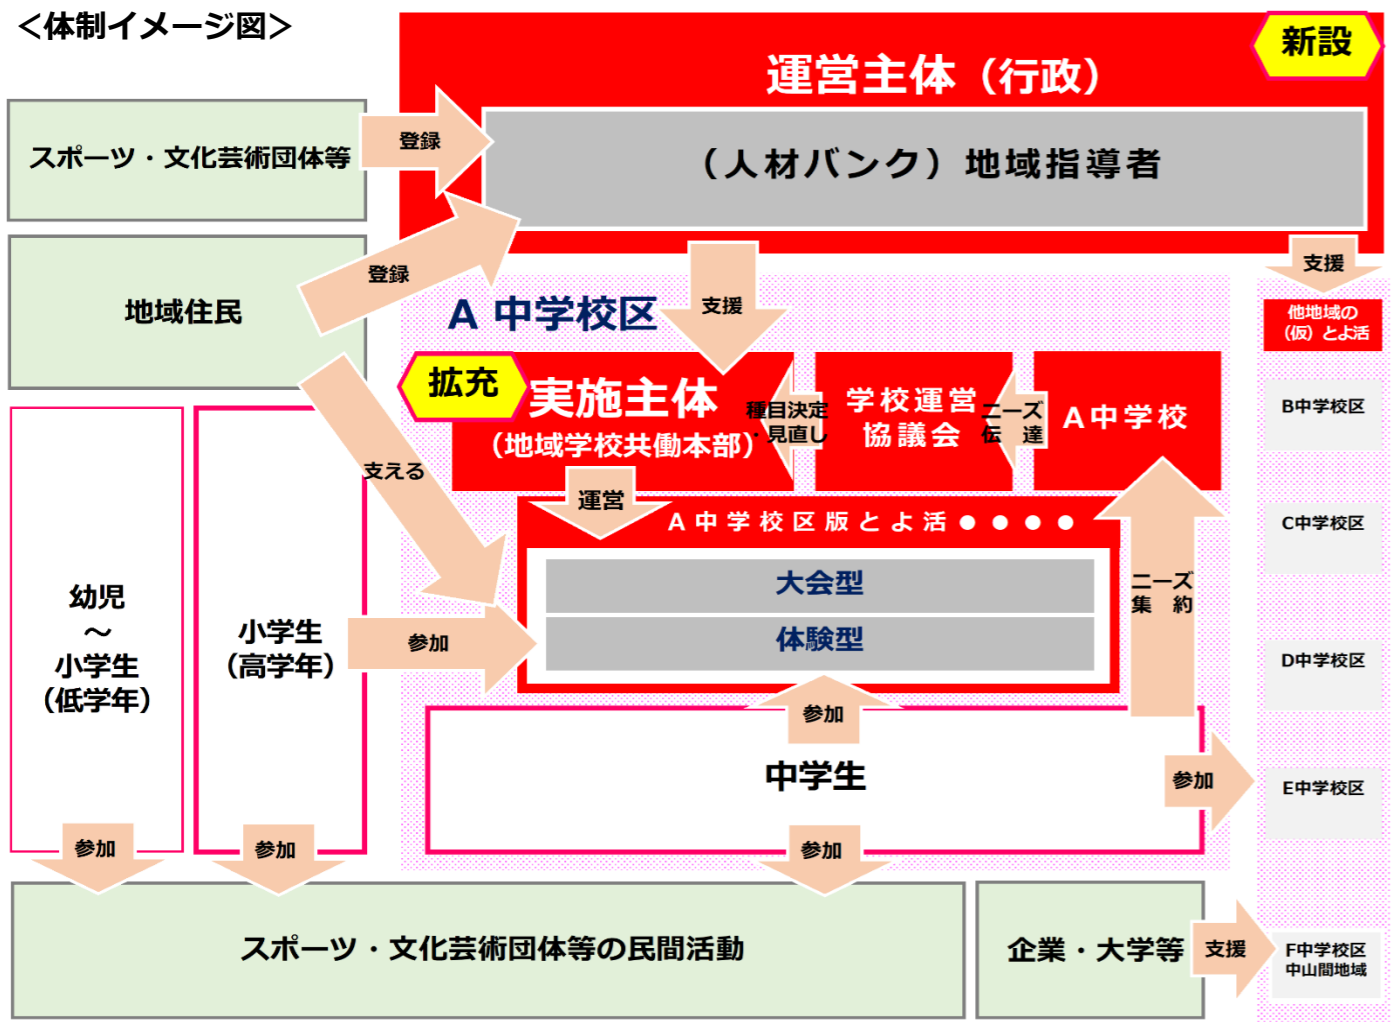 ＜体制イメージ図＞
新設
運営主体（行政）
スポーツ・文化芸術団体等
登録
（人材バンク）地域指導者
地域住民
登録
支援
支援
A 中学校区
他地域の
（仮）とよ活
拡充
実施主体
（地域学校共働本部）
種目決定
・見直し
学校運営
協議会
ニーズ
伝　達
A中学校
B中学校区
支える
運営
A中学校区版とよ活●●●●
C中学校区
大会型
体験型
ニーズ
集　約
幼児
～
小学生
（低学年）
小学生
（高学年）
参加
D中学校区
参加
中学生
参加
E中学校区
参加
参加
参加
スポーツ・文化芸術団体等の民間活動
企業・大学等
支援
F中学校区
中山間地域